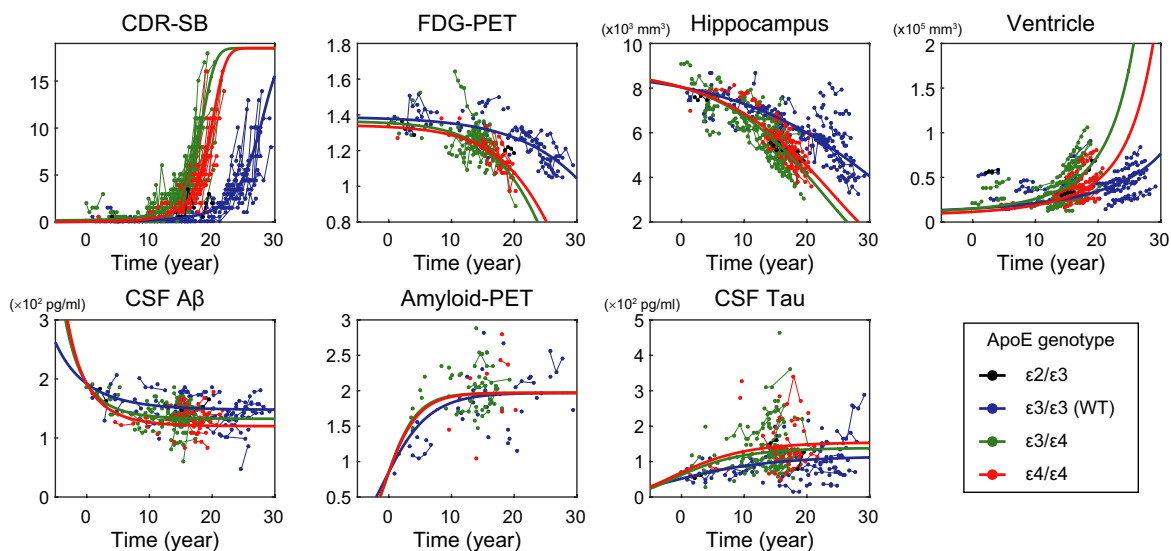 CDR-SB
15
10
5
0
0 10 20 30
Time (year)
FDG-PET
1.8
1.6
1.4
1.2
1
0.8
0 10 20 30
Time (year)
(x10³ mm³)
Hippocampus
10
8
6
4
2
0 10 20 30
Time (year)
(x10⁵ mm³)
Ventricle
2
1.5
1
0.5
0
0 10 20 30
Time (year)
(×10² pg/ml)
CSF Aβ
3
2
1
0
0 10 20 30
Time (year)
Amyloid-PET
3
2.5
2
1.5
1
0.5
0 10 20 30
Time (year)
(×10² pg/ml)
CSF Tau
5
4
3
2
1
0
0 10 20 30
Time (year)
ApoE genotype
ε2/ε3
ε3/ε3 (WT)
ε3/ε4
ε4/ε4